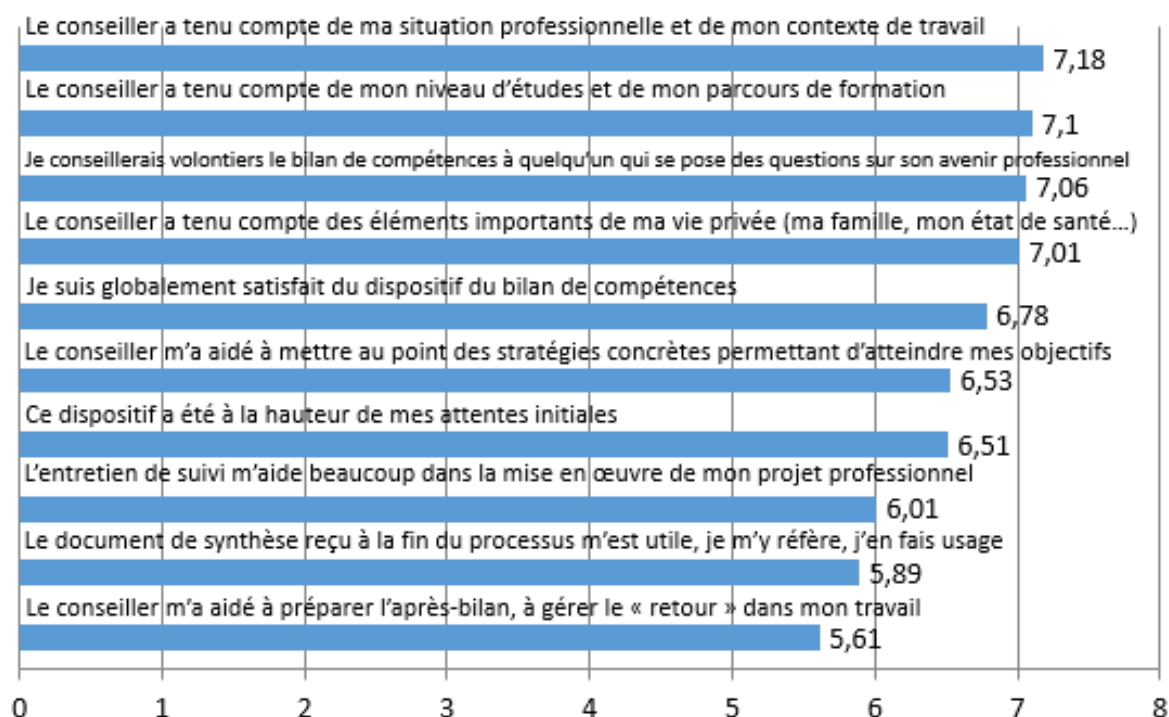 Le conseiller a tenu compte de ma situation professionnelle et de mon contexte de travail
7,18
Le conseiller a tenu compte de mon niveau d'études et de mon parcours de formation
7,1
Je conseillerais volontiers le bilan de compétences à quelqu'un qui se pose des questions sur son avenir professionnel
7,06
Le conseiller a tenu compte des éléments importants de ma vie privée (ma famille, mon état de santé…)
7,01
Je suis globalement satisfait du dispositif du bilan de compétences
6,78
Le conseiller m'a aidé à mettre au point des stratégies concrètes permettant d'atteindre mes objectifs
6,53
Ce dispositif a été à la hauteur de mes attentes initiales
6,51
L'entretien de suivi m'aide beaucoup dans la mise en œuvre de mon projet professionnel
6,01
Le document de synthèse reçu à la fin du processus m'est utile, je m'y réfère, j'en fais usage
5,89
Le conseiller m'a aidé à préparer l'après-bilan, à gérer le « retour » dans mon travail
5,61
0 1 2 3 4 5 6 7 8